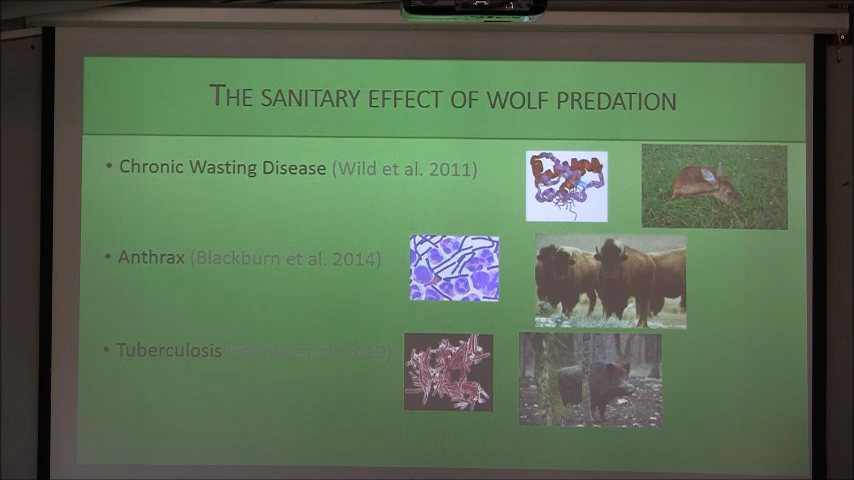 THE SANITARY EFFECT OF WOLF PREDATION
• Chronic Wasting Disease (Wild et al. 2011)
• Anthrax (Blackburn et al. 2014)
• Tuberculosis